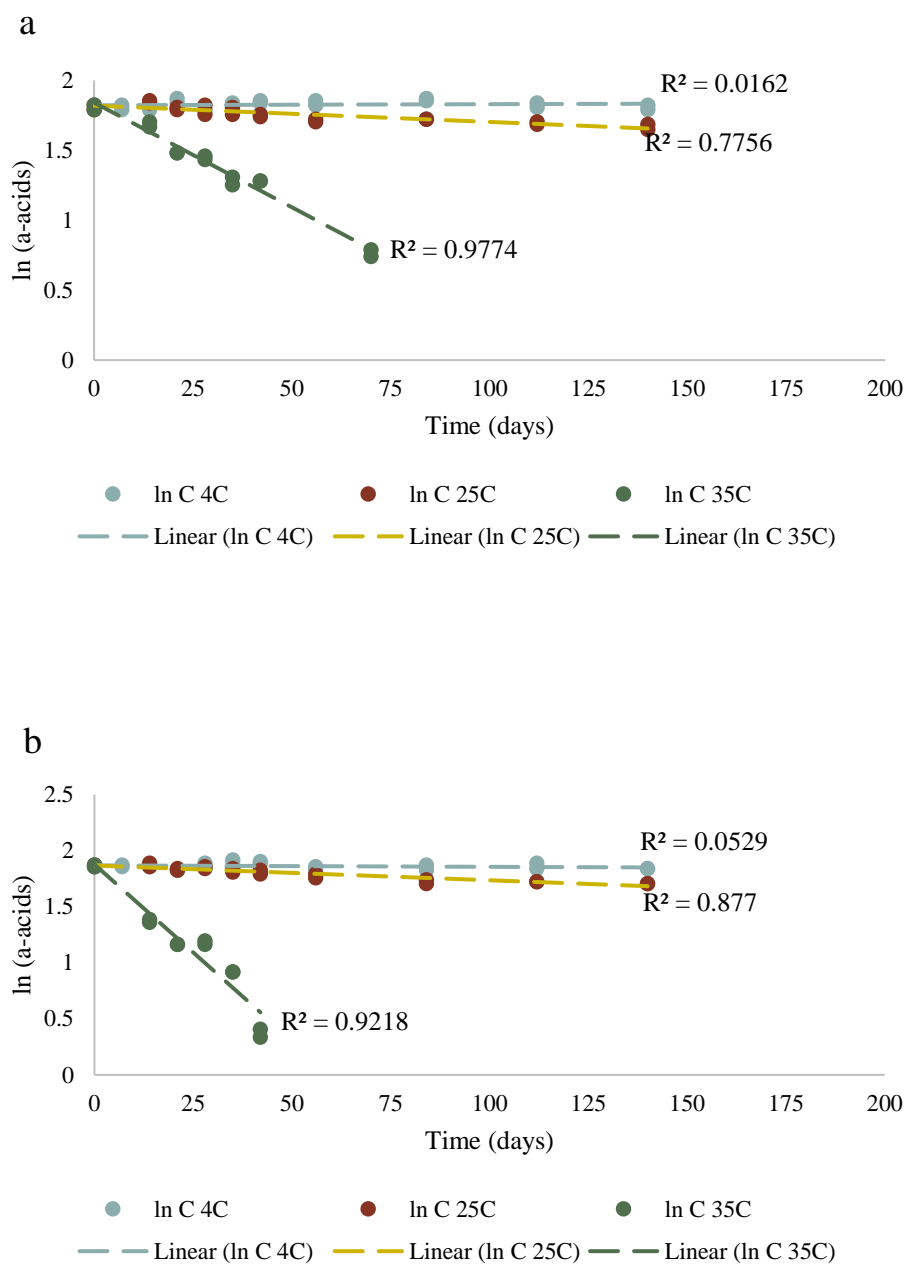 a
2
1.5
1
0.5
0
ln (a-acids)
R² = 0.0162
R² = 0.7756
R² = 0.9774
0 25 50 75 100 125 150 175 200
Time (days)
ln C 4C ln C 25C ln C 35C
Linear (ln C 4C) Linear (ln C 25C) Linear (ln C 35C)
b
2.5
2
1.5
1
0.5
0
ln (a-acids)
R² = 0.0529
R² = 0.877
R² = 0.9218
0 25 50 75 100 125 150 175 200
Time (days)
ln C 4C ln C 25C ln C 35C
Linear (ln C 4C) Linear (ln C 25C) Linear (ln C 35C)